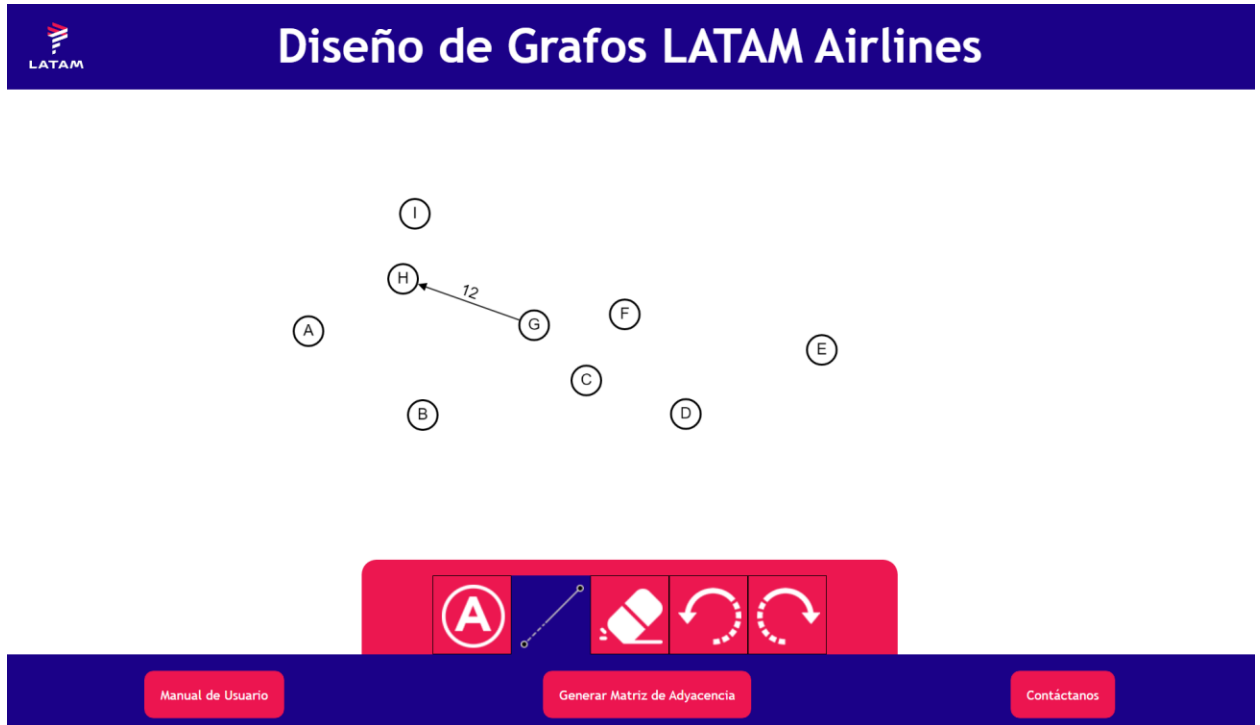 LATAM
Diseño de Grafos LATAM Airlines
I
H
12
G
F
A
E
C
B
D
A
Manual de Usuario
Generar Matriz de Adyacencia
Contáctanos